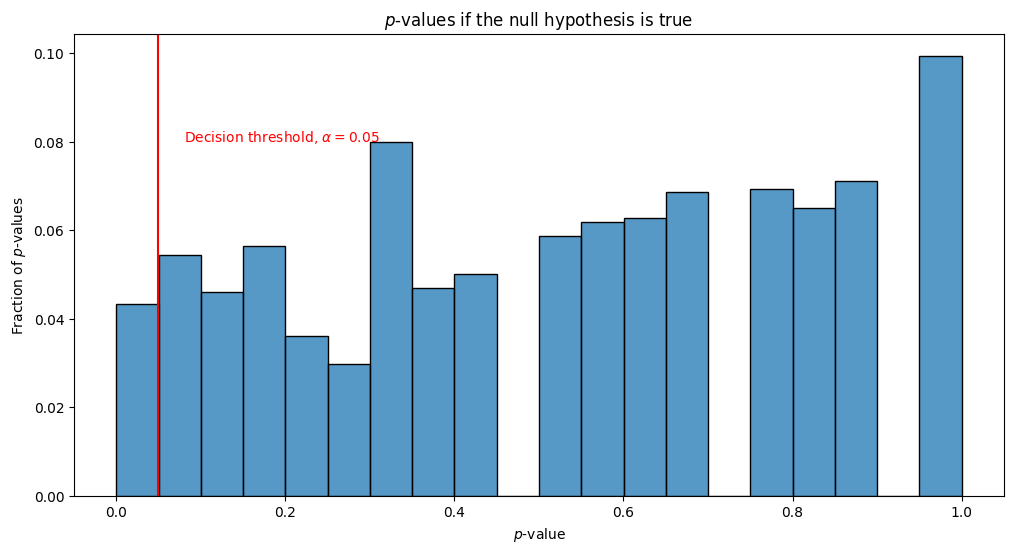 p-values if the null hypothesis is true
Decision threshold, α = 0.05
Fraction of p-values
0.10
0.08
0.06
0.04
0.02
0.00
0.0 0.2 0.4 0.6 0.8 1.0
p-value